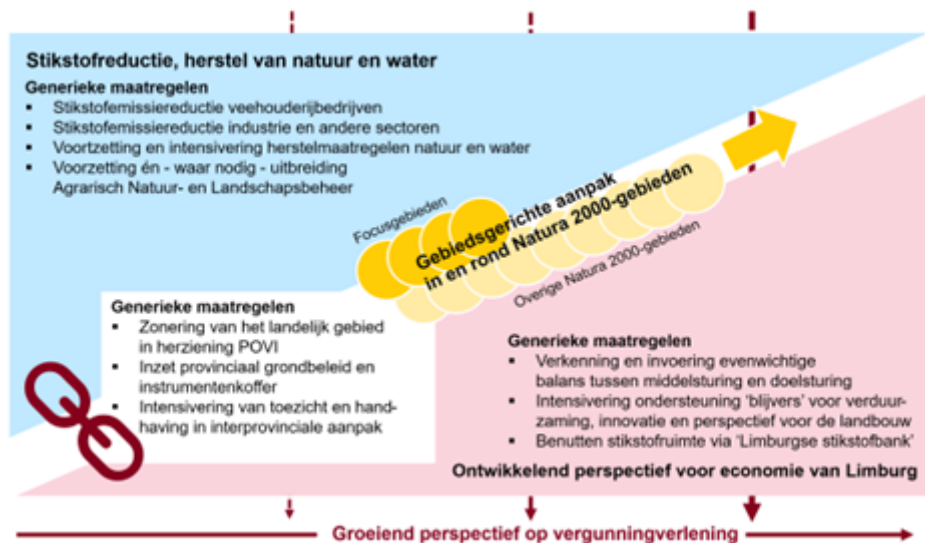 Stikstofreductie, herstel van natuur en water
Generieke maatregelen
▪ Stikstofemissiereductie veehouderijbedrijven
▪ Stikstofemissiereductie industrie en andere sectoren
▪ Voortzetting en intensivering herstelmaatregelen natuur en water
▪ Voorzetting én - waar nodig - uitbreiding
Agrarisch Natuur- en Landschapsbeheer
Focusgebieden
Gebiedsgerichte aanpak
in en rond Natura 2000-gebieden
Overige Natura 2000-gebieden
Generieke maatregelen
▪ Zonering van het landelijk gebied
in herziening POVI
▪ Inzet provinciaal grondbeleid en
instrumentenkoffer
▪ Intensivering van toezicht en hand-
having in interprovinciale aanpak
Generieke maatregelen
▪ Verkenning en invoering evenwichtige
balans tussen middelsturing en doelsturing
▪ Intensivering ondersteuning 'blijvers' voor verduur-
zaming, innovatie en perspectief voor de landbouw
▪ Benutten stikstofruimte via 'Limburgse stikstofbank'
Ontwikkelend perspectief voor economie van Limburg
Groeiend perspectief op vergunningverlening